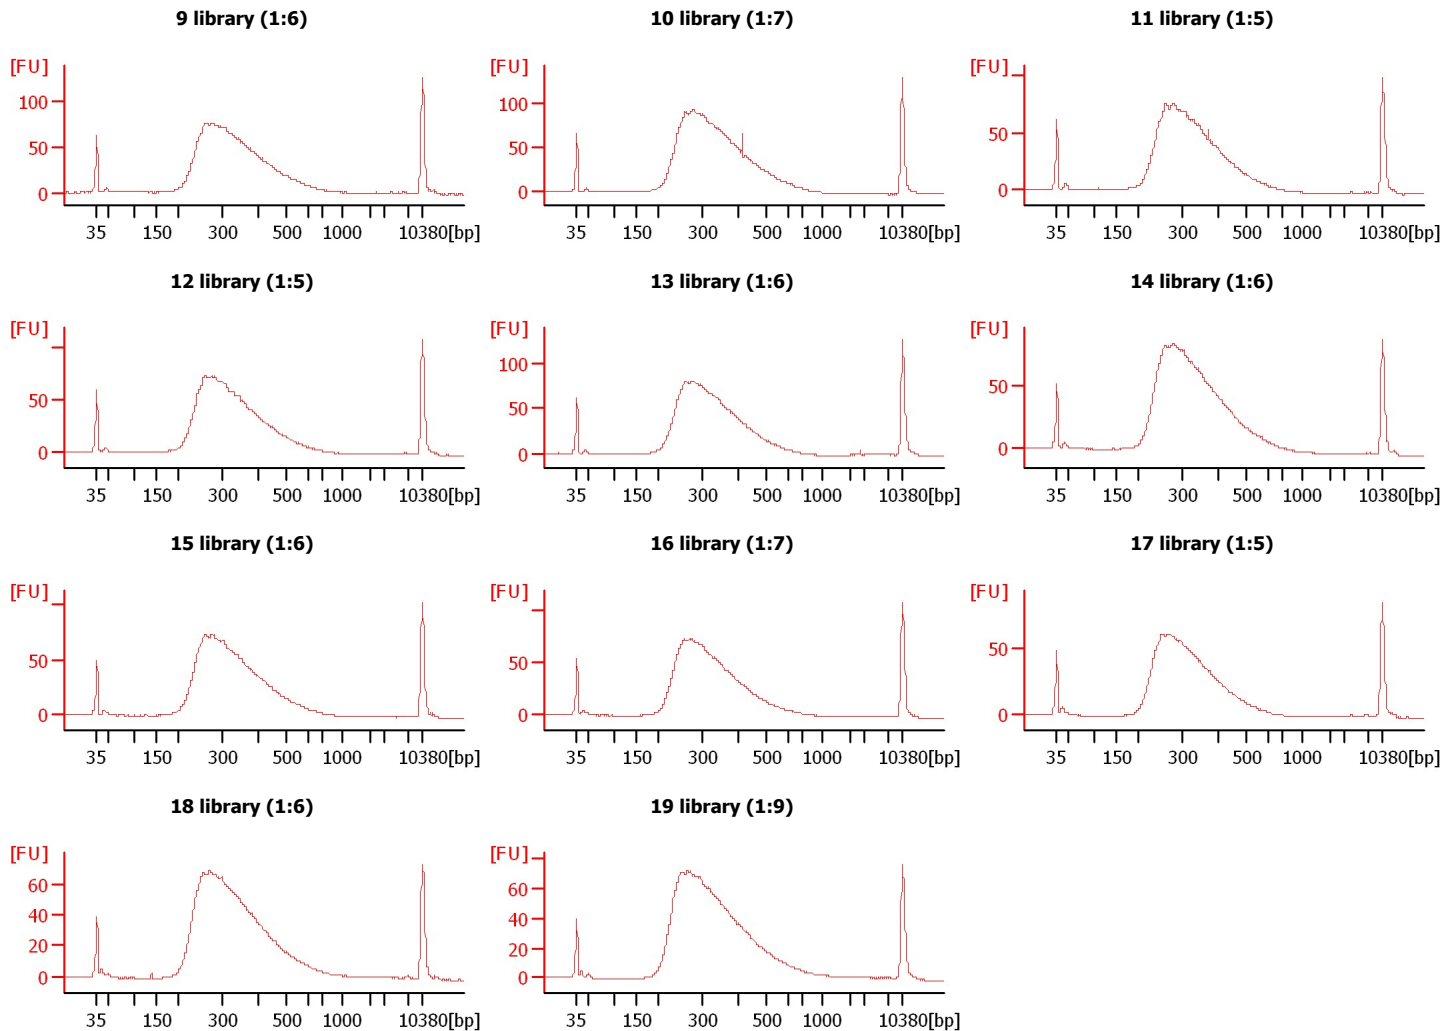 9 library (1:6)
10 library (1:7)
11 library (1:5)
[FU]
100
50
0
35 150 300 500 1000 10380[bp]
[FU]
100
50
0
35 150 300 500 1000 10380[bp]
[FU]
50
0
35 150 300 500 1000 10380[bp]
12 library (1:5)
13 library (1:6)
14 library (1:6)
[FU]
50
0
35 150 300 500 1000 10380[bp]
[FU]
100
50
0
35 150 300 500 1000 10380[bp]
[FU]
50
0
35 150 300 500 1000 10380[bp]
15 library (1:6)
16 library (1:7)
17 library (1:5)
[FU]
50
0
35 150 300 500 1000 10380[bp]
[FU]
50
0
35 150 300 500 1000 10380[bp]
[FU]
50
0
35 150 300 500 1000 10380[bp]
18 library (1:6)
19 library (1:9)
[FU]
60
40
20
0
35 150 300 500 1000 10380[bp]
[FU]
60
40
20
0
35 150 300 500 1000 10380[bp]